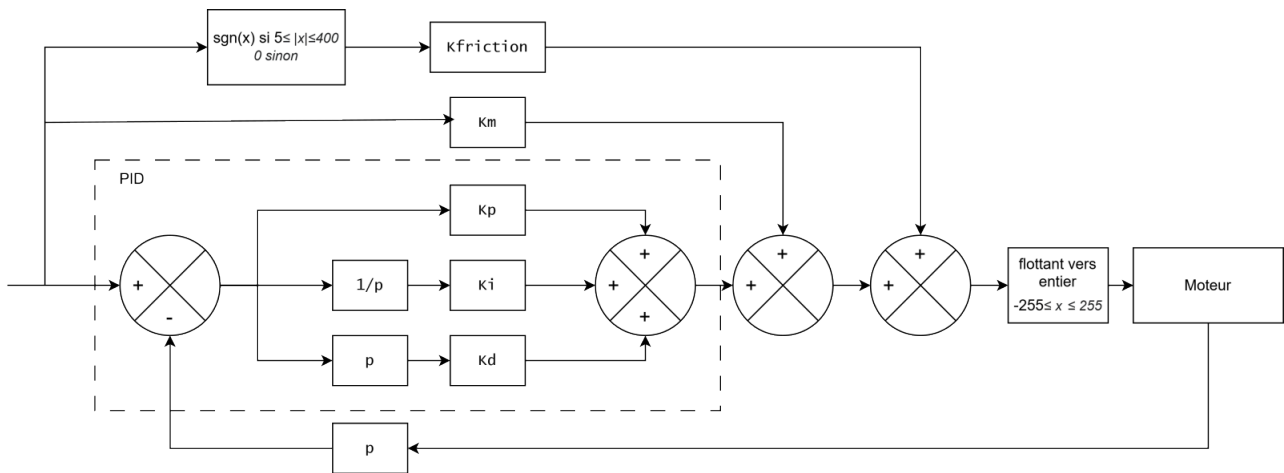 sgn(x) si 5≤ |x|≤400
0 sinon
Kfriction
Km
PID
Kp
+
+
+
+
+
1/p
Ki
+
+
+
flottant vers
entier
-255≤ x ≤ 255
Moteur
-
+
p
Kd
p